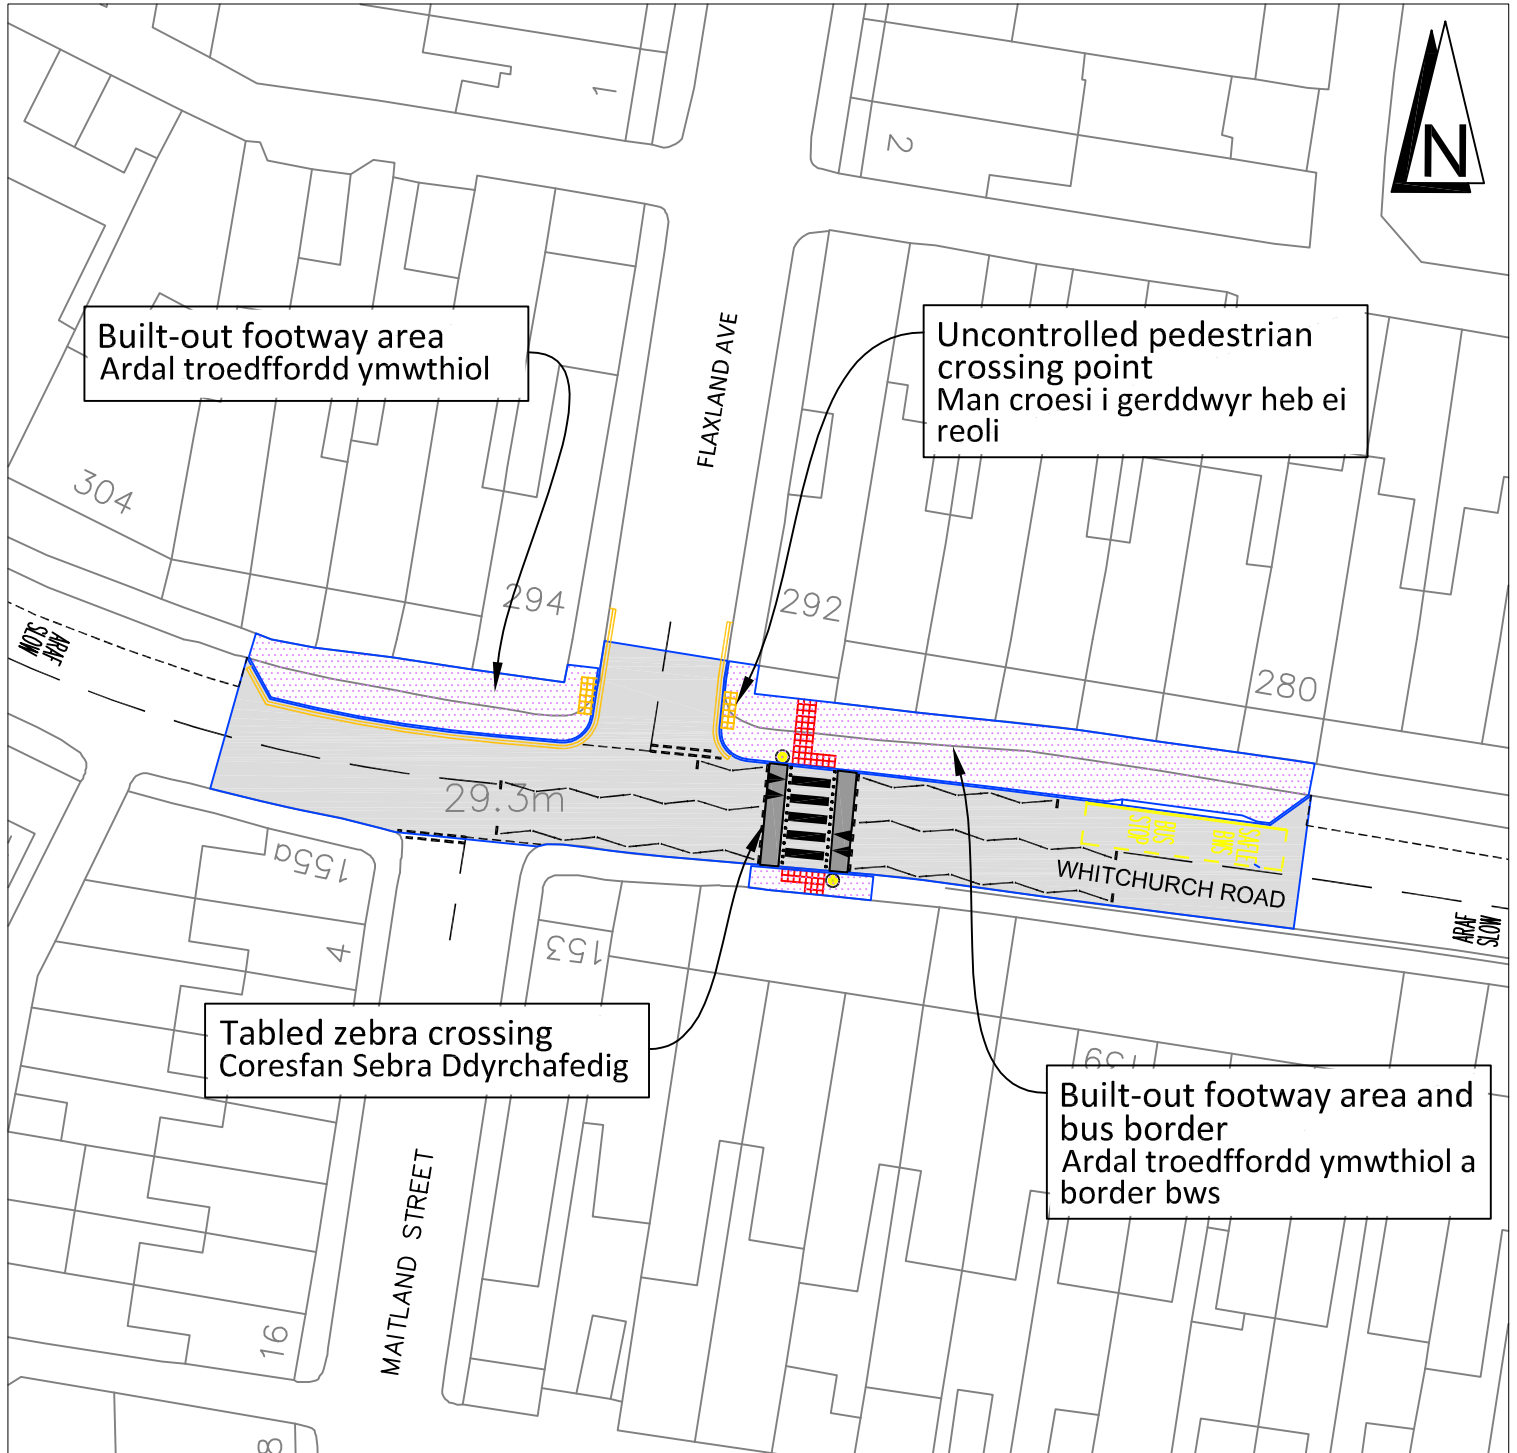 1
2
N
Built-out footway area
Ardal troedffordd ymwthiol
FLAXLAND AVE
Uncontrolled pedestrian
crossing point
Man croesi i gerddwyr heb ei
reoli
304
294
292
280
ARAF
SLOW
29.3m
BUS
STOP
SAFLE
BWS
WHITCHURCH ROAD
ARAF
SLOW
155a
4
153
Tabled zebra crossing
Coresfan Sebra Ddyrchafedig
139
Built-out footway area and
bus border
Ardal troedffordd ymwthiol a
border bws
MAITLAND STREET
16
8